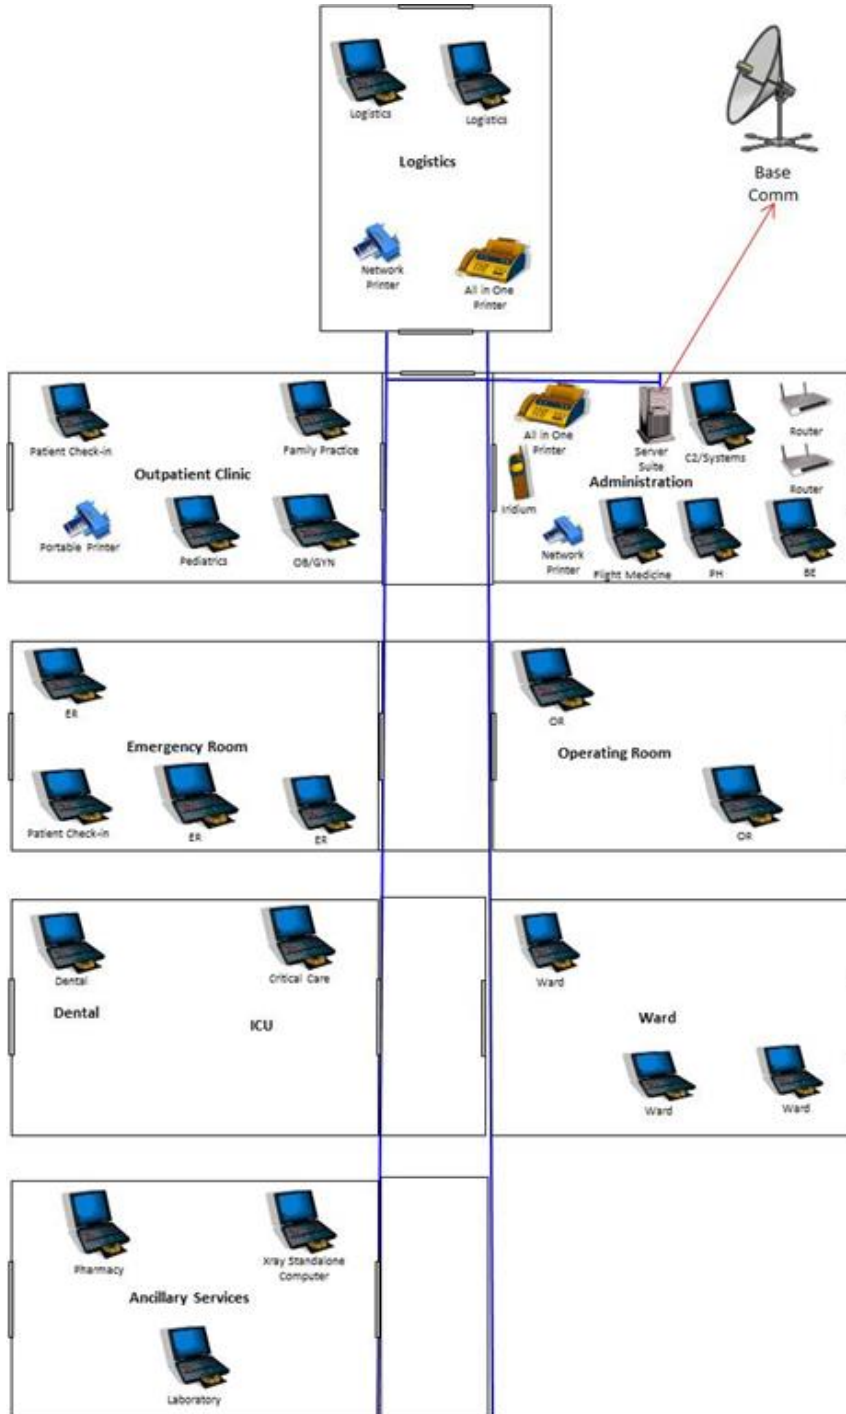 Logistics
Logistics
Logistics
Network
Printer
All in One
Printer
Base
Comm
Patient Check-in
Family Practice
Outpatient Clinic
Portable Printer
Pediatrics
OB/GYN
All in One
Printer
Server
Suite
C2/Systems
Router
Router
Administration
Iridium
Network
Printer
Flight Medicine
PH
BE
ER
Emergency Room
Patient Check-in
ER
ER
OR
Operating Room
OR
Dental
Critical Care
Dental
ICU
Ward
Ward
Ward
Ward
Pharmacy
Xray Standalone
Computer
Ancillary Services
Laboratory